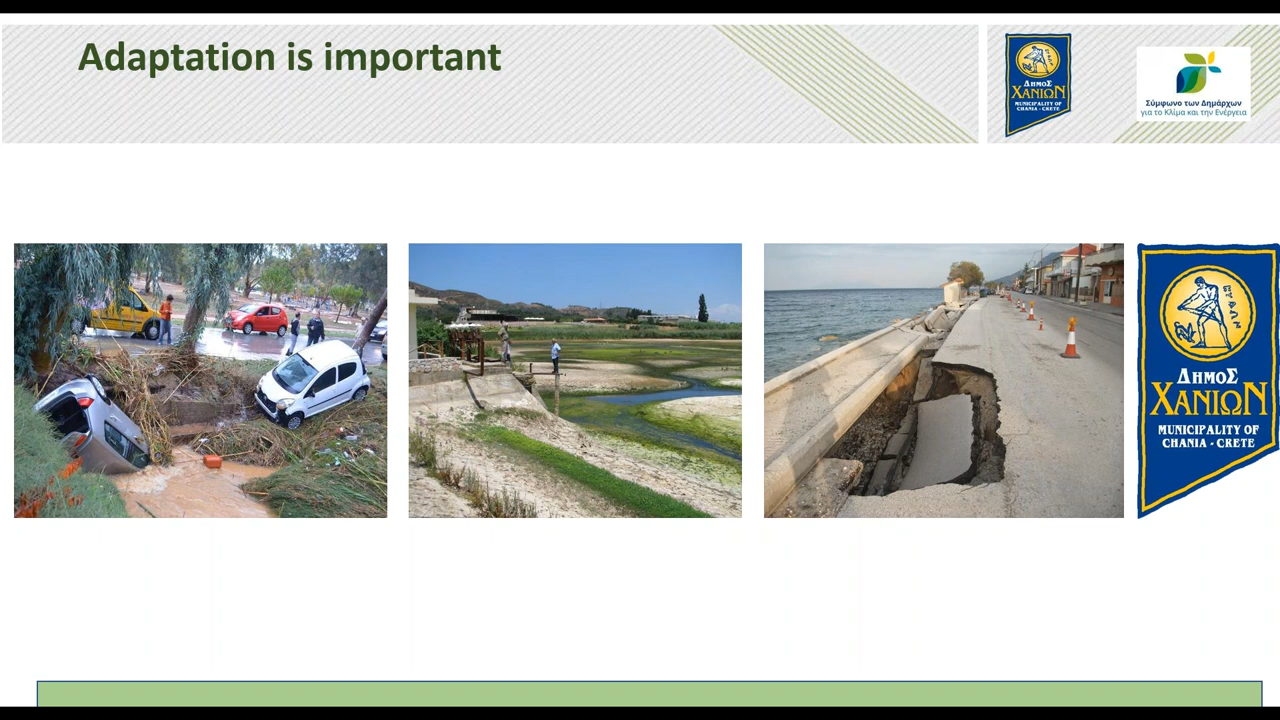 Adaptation is important
ΔΗΜΟΣ
ΧΑΝΙΩΝ
MUNICIPALITY OF
CHANIA - CRETE
Σύμφωνο των Δημάρχων
για το Κλίμα και την Ενέργεια
ΔΗΜΟΣ
ΧΑΝΙΩΝ
MUNICIPALITY OF
CHANIA - CRETE